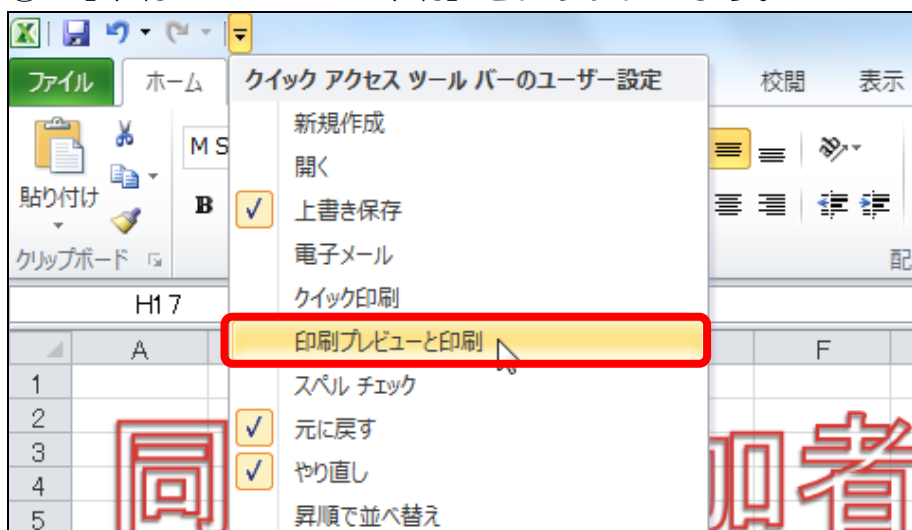 ファイル
ホーム
クイック アクセス ツール バーのユーザー設定
校閲
表示
新規作成
M S
開く
貼り付け
B
上書き保存
電子メール
クリップボード
配
クイック印刷
H17
印刷プレビューと印刷
A
F
1
スペル チェック
2
元に戻す
3
やり直し
4
昇順で並べ替え
5
加者